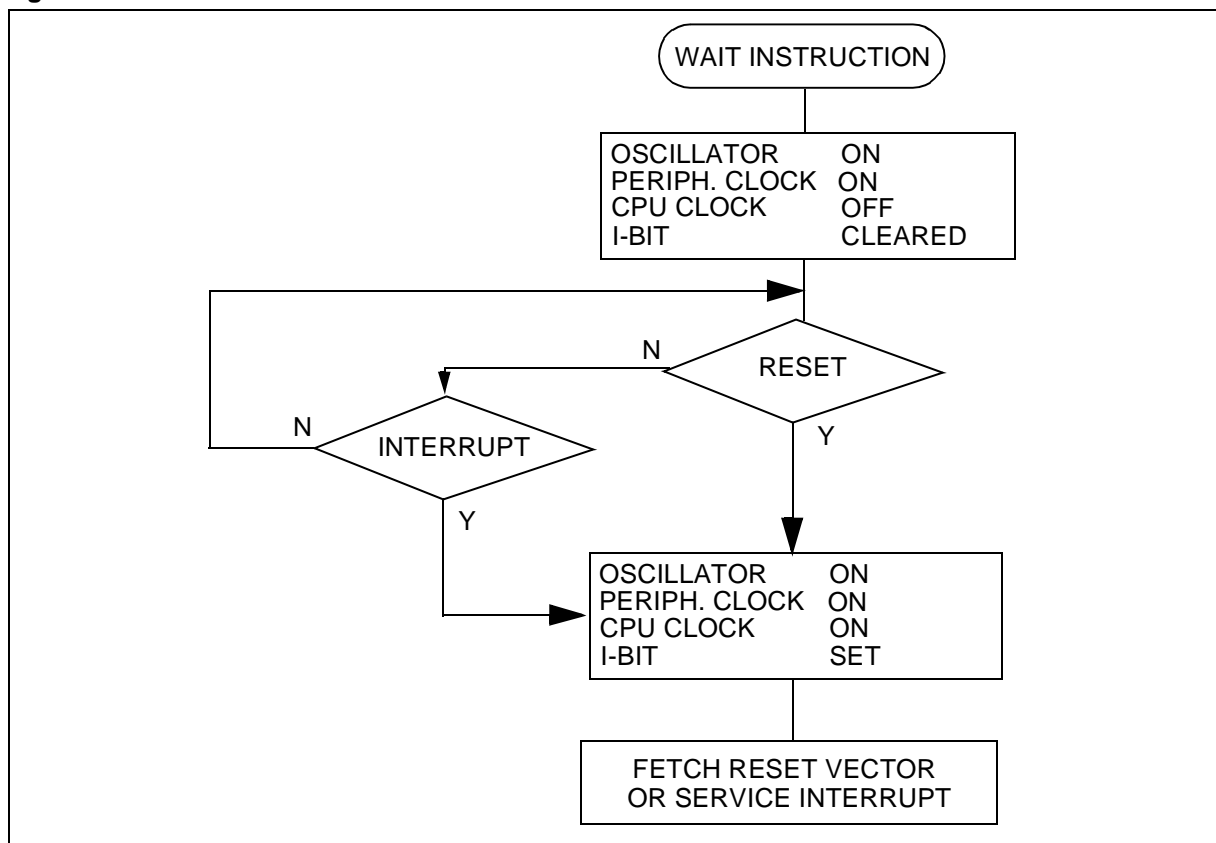 WAIT INSTRUCTION
OSCILLATOR ON
PERIPH. CLOCK ON
CPU CLOCK OFF
I-BIT CLEARED
RESET
N
Y
INTERRUPT
N
Y
OSCILLATOR ON
PERIPH. CLOCK ON
CPU CLOCK ON
I-BIT SET
FETCH RESET VECTOR
OR SERVICE INTERRUPT